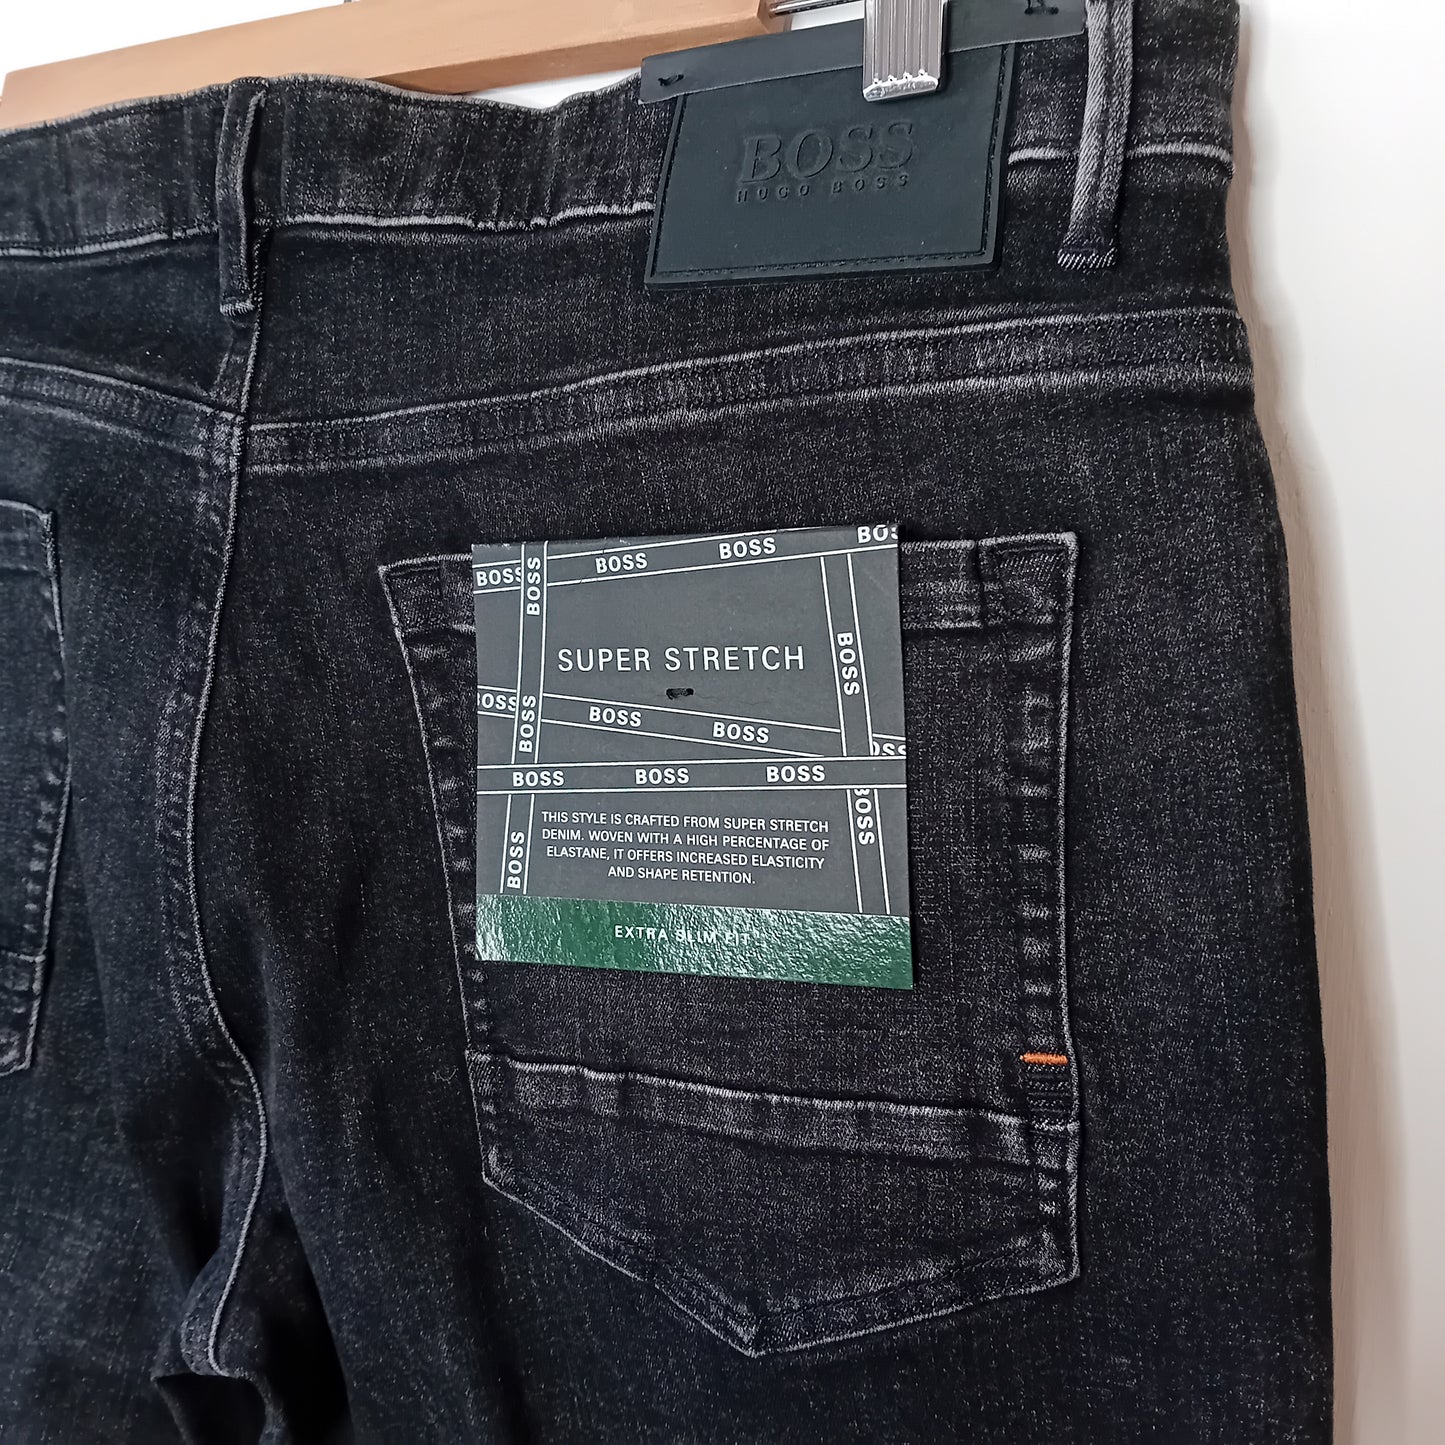 BOSS
HUGO BOSS
BOSS BOSS BOSS BOSS
BOSS
SUPER STRETCH
BOSS
BOSS BOSS BOSS BOSS
BOSS
BOSS BOSS BOSS
BOSS
BOSS
THIS STYLE IS CRAFTED FROM SUPER STRETCH
DENIM. WOVEN WITH A HIGH PERCENTAGE OF
ELASTANE, IT OFFERS INCREASED ELASTICITY
AND SHAPE RETENTION.
EXTRA SLIM FIT